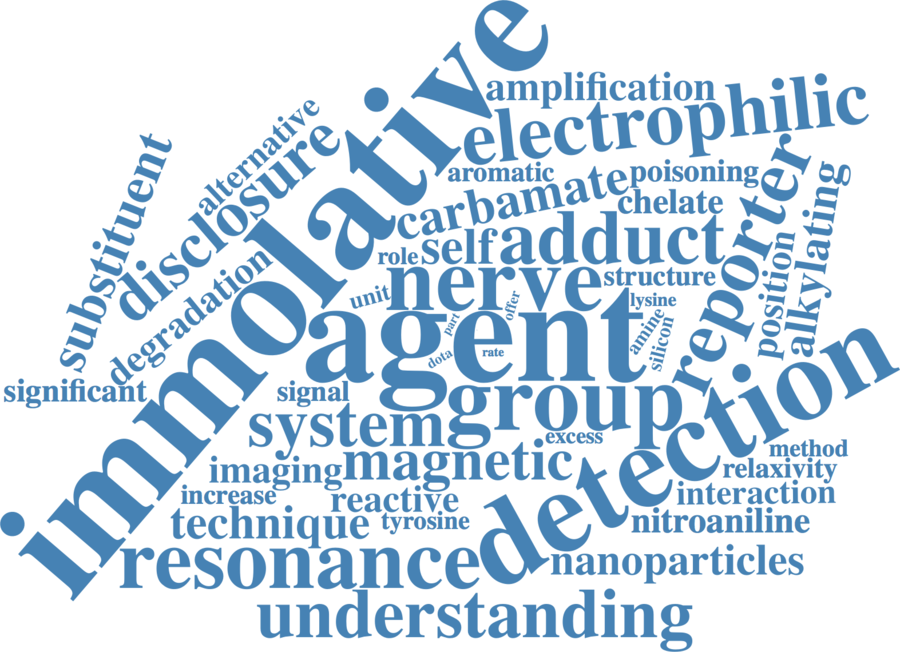 immolative
amplification
electrophilic
alternative
disclosure
substituent
aromatic
poisoning
carbamate
chelate
reporter
alkylating
position
role
self
adduct
degradation
nerve
structure
unit
offer
lysine
part
agent
amine
silicon
dota
rate
significant
signal
group
detection
system
excess
method
imaging
magnetic
relaxivity
increase
reactive
interaction
technique
tyrosine
nitroaniline
resonance
nanoparticles
understanding